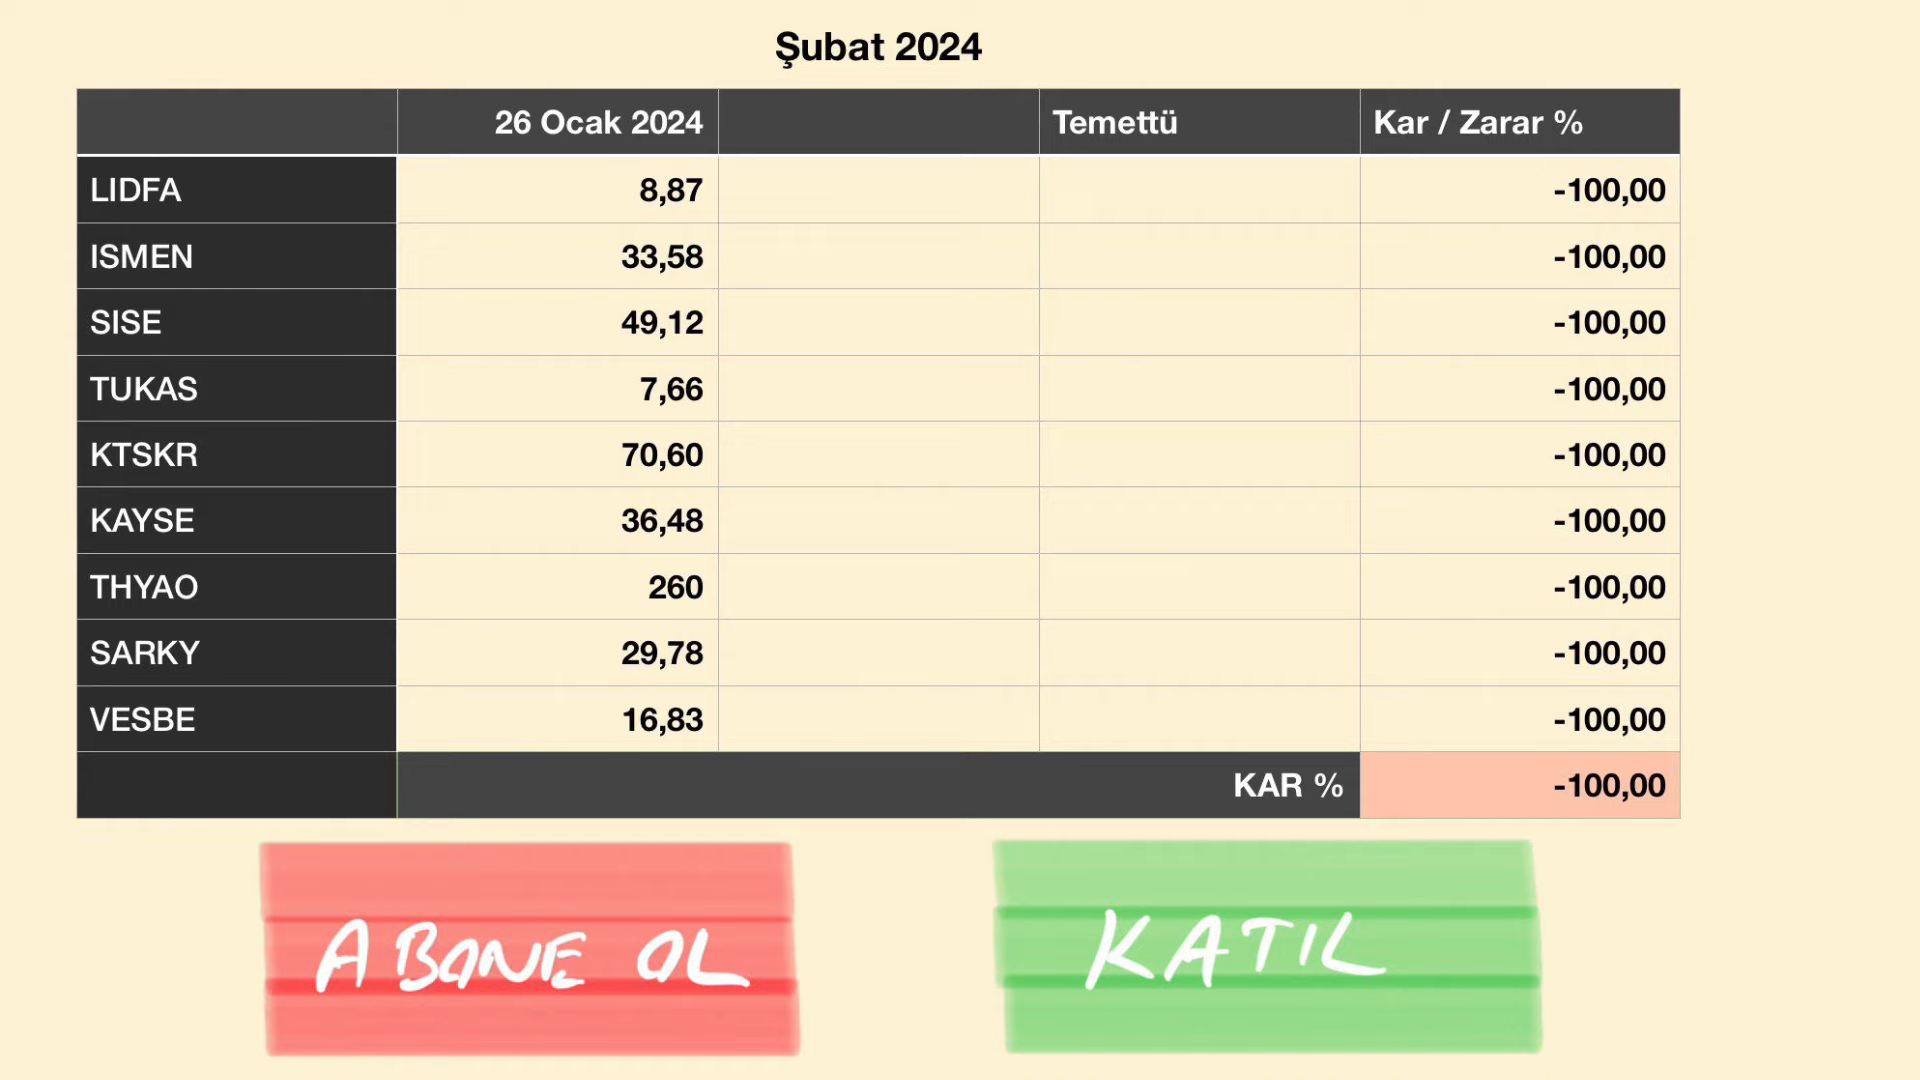 Şubat 2024
26 Ocak 2024 Temettü Kar / Zarar %
LIDFA 8,87 -100,00
ISMEN 33,58 -100,00
SISE 49,12 -100,00
TUKAS 7,66 -100,00
KTSKR 70,60 -100,00
KAYSE 36,48 -100,00
THYAO 260 -100,00
SARKY 29,78 -100,00
VESBE 16,83 -100,00
KAR % -100,00
ABONE OL KATIL